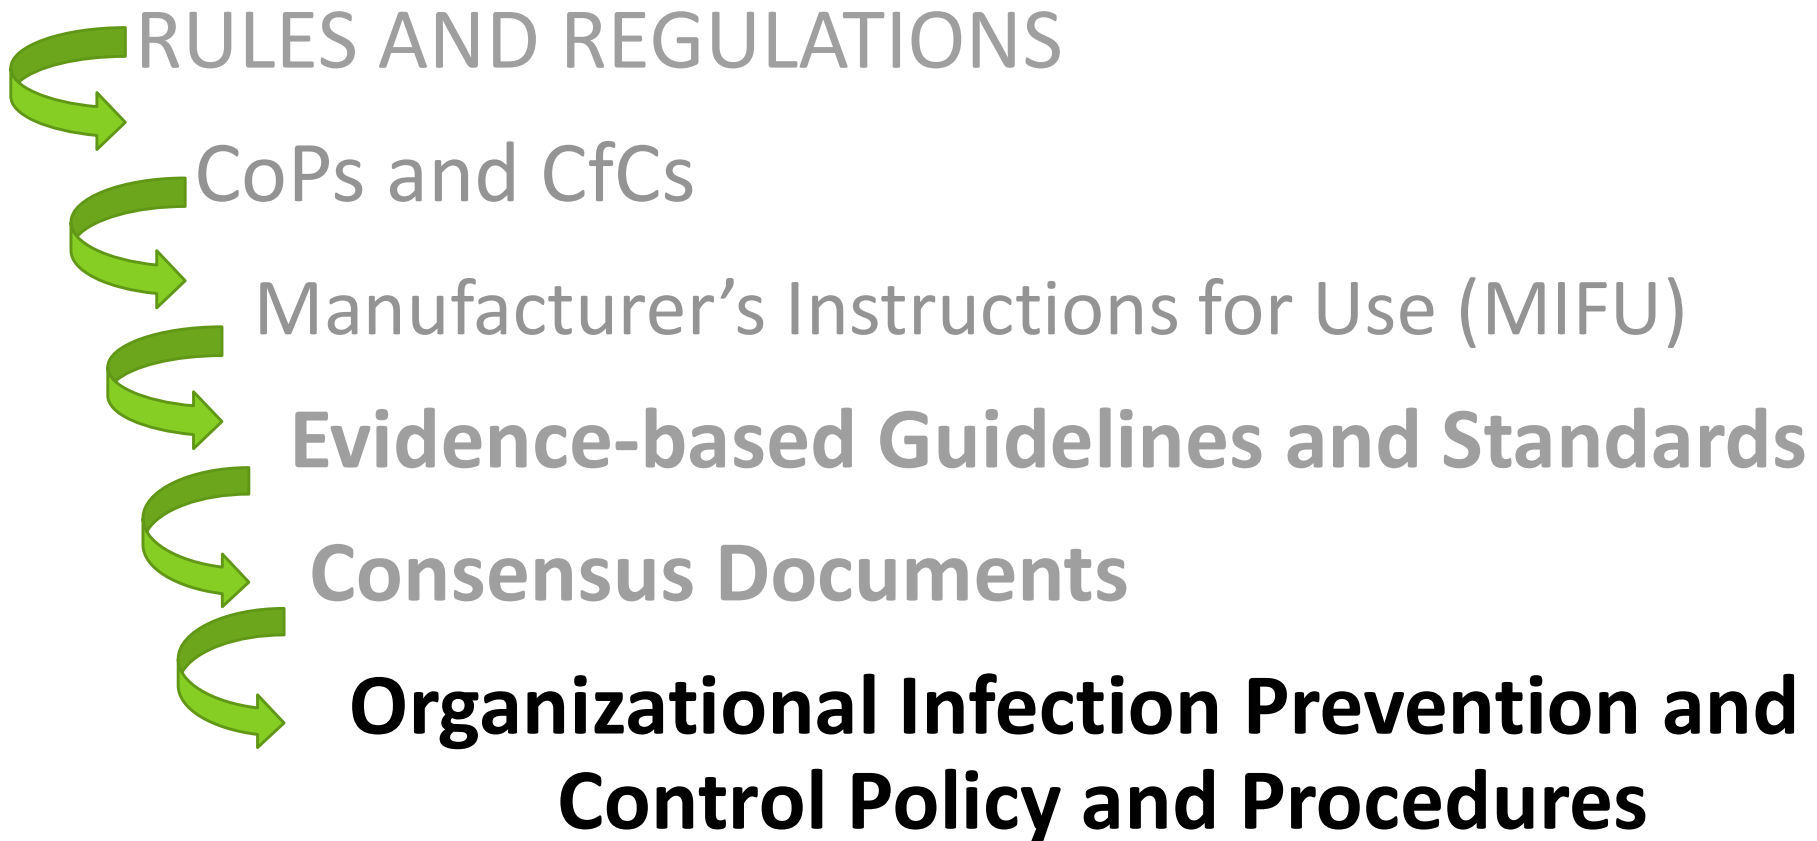 RULES AND REGULATIONS
CoPs and CfCs
Manufacturer’s Instructions for Use (MIFU)
Evidence-based Guidelines and Standards
Consensus Documents
Organizational Infection Prevention and
Control Policy and Procedures